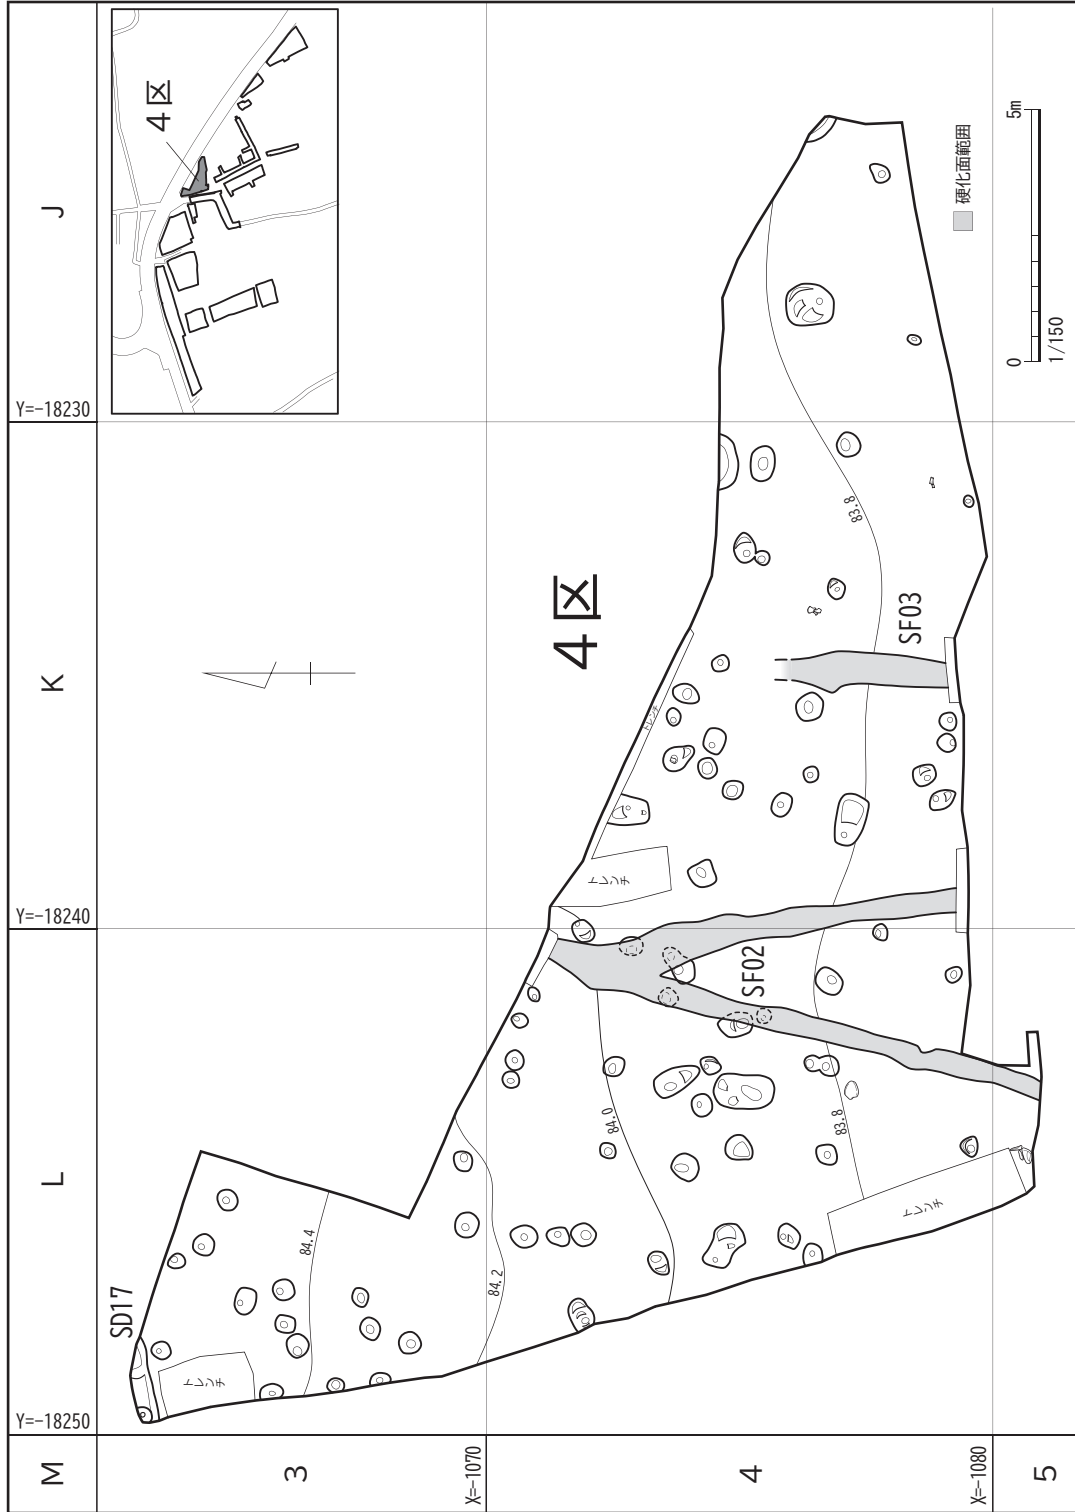 M
L
K
J
Y=-18250
Y=-18240
Y=-18230
3
X=-1070
4
X=-1080
5
4区
4区
SD17
SF02
SF03
トレンチ
トレンチ
トレンチ
トレンチ
84.4
84.2
84.0
83.8
83.8
硬化面範囲
0
5m
1/150